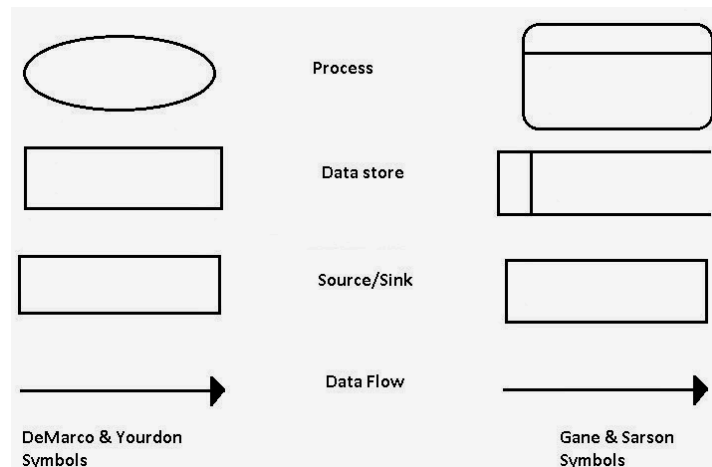 Process
Data store
Source/Sink
Data Flow
DeMarco & Yourdon
Symbols
Gane & Sarson
Symbols